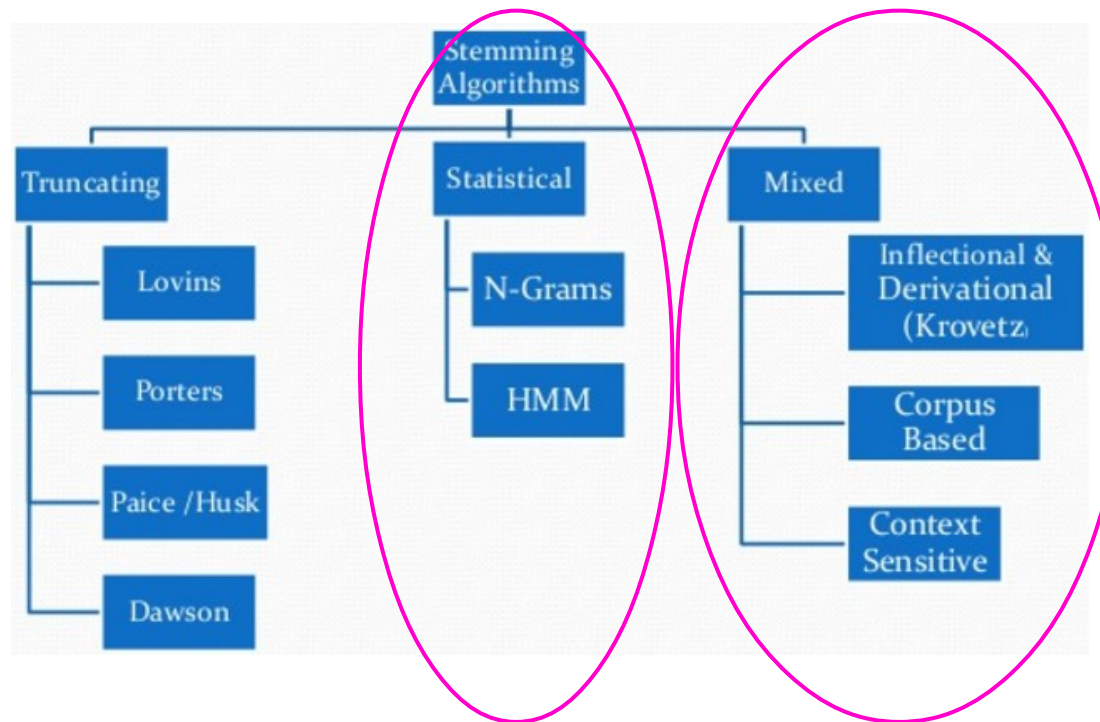 Stemming
Algorithms
Truncating
Statistical
Mixed
Lovins
Porters
Paice /Husk
Dawson
N-Grams
HMM
Inflectional &
Derivational
(Krovetz)
Corpus
Based
Context
Sensitive